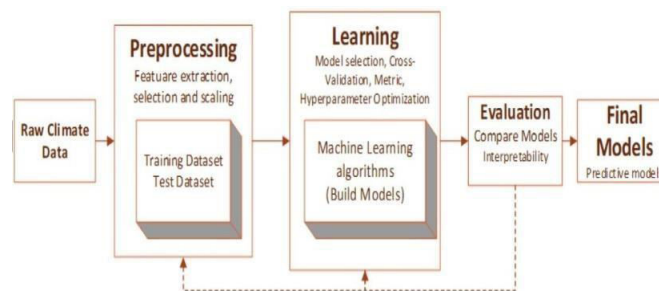 Raw Climate
Data
Preprocessing
Featuare extraction,
selection and scaling
Training Dataset
Test Dataset
Learning
Model selection, Cross-
Validation, Metric,
Hyperparameter Optimization
Machine Learning
algorithms
(Build Models)
Evaluation
Compare Models
Interpretability
Final
Models
Predictive model